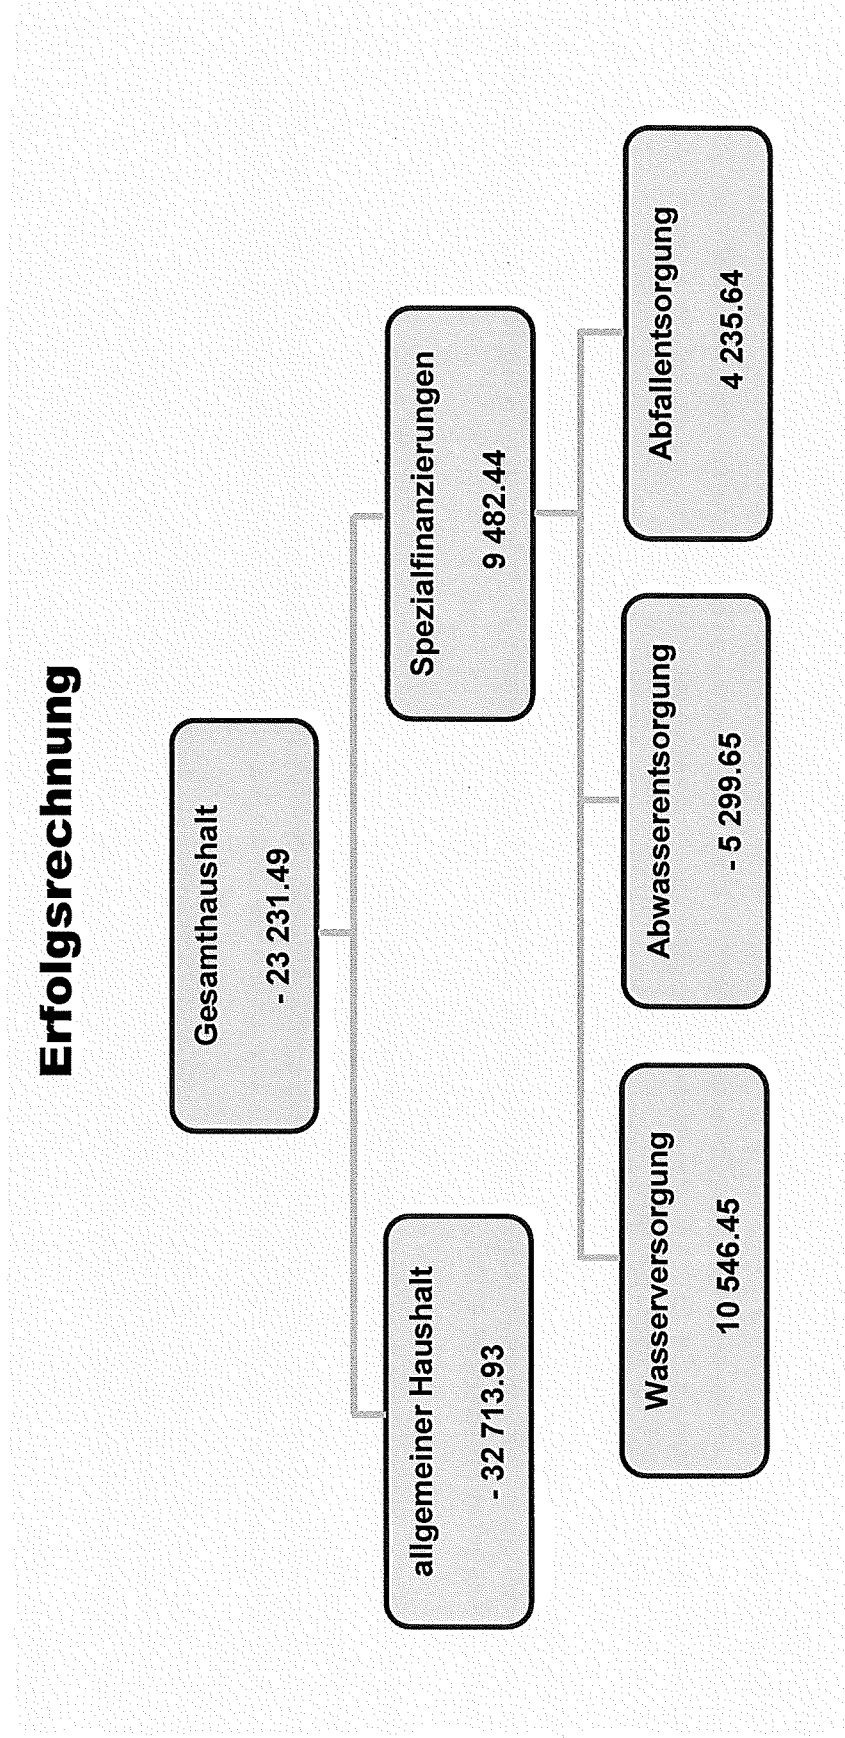 Erfolgsrechnung
Gesamthaushalt
- 23 231.49
allgemeiner Haushalt
- 32 713.93
Spezialfinanzierungen
9 482.44
Wasserversorgung
10 546.45
Abwasserentsorgung
- 5 299.65
Abfallentsorgung
4 235.64